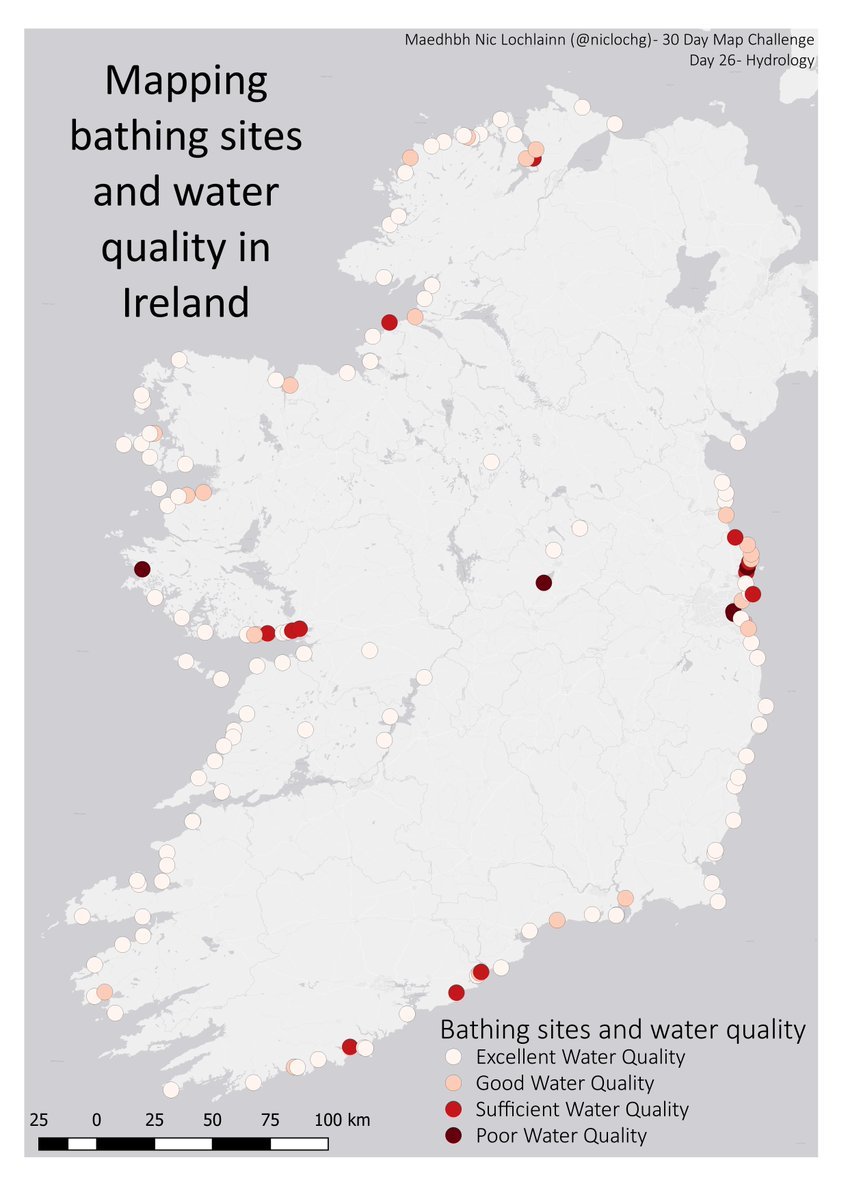 Maedhbh Nic Lochlainn (@niclochg)- 30 Day Map Challenge
Day 26- Hydrology
Mapping
bathing sites
and water
quality in
Ireland
Bathing sites and water quality
Excellent Water Quality
Good Water Quality
Sufficient Water Quality
Poor Water Quality
25 0 25 50 75 100 km